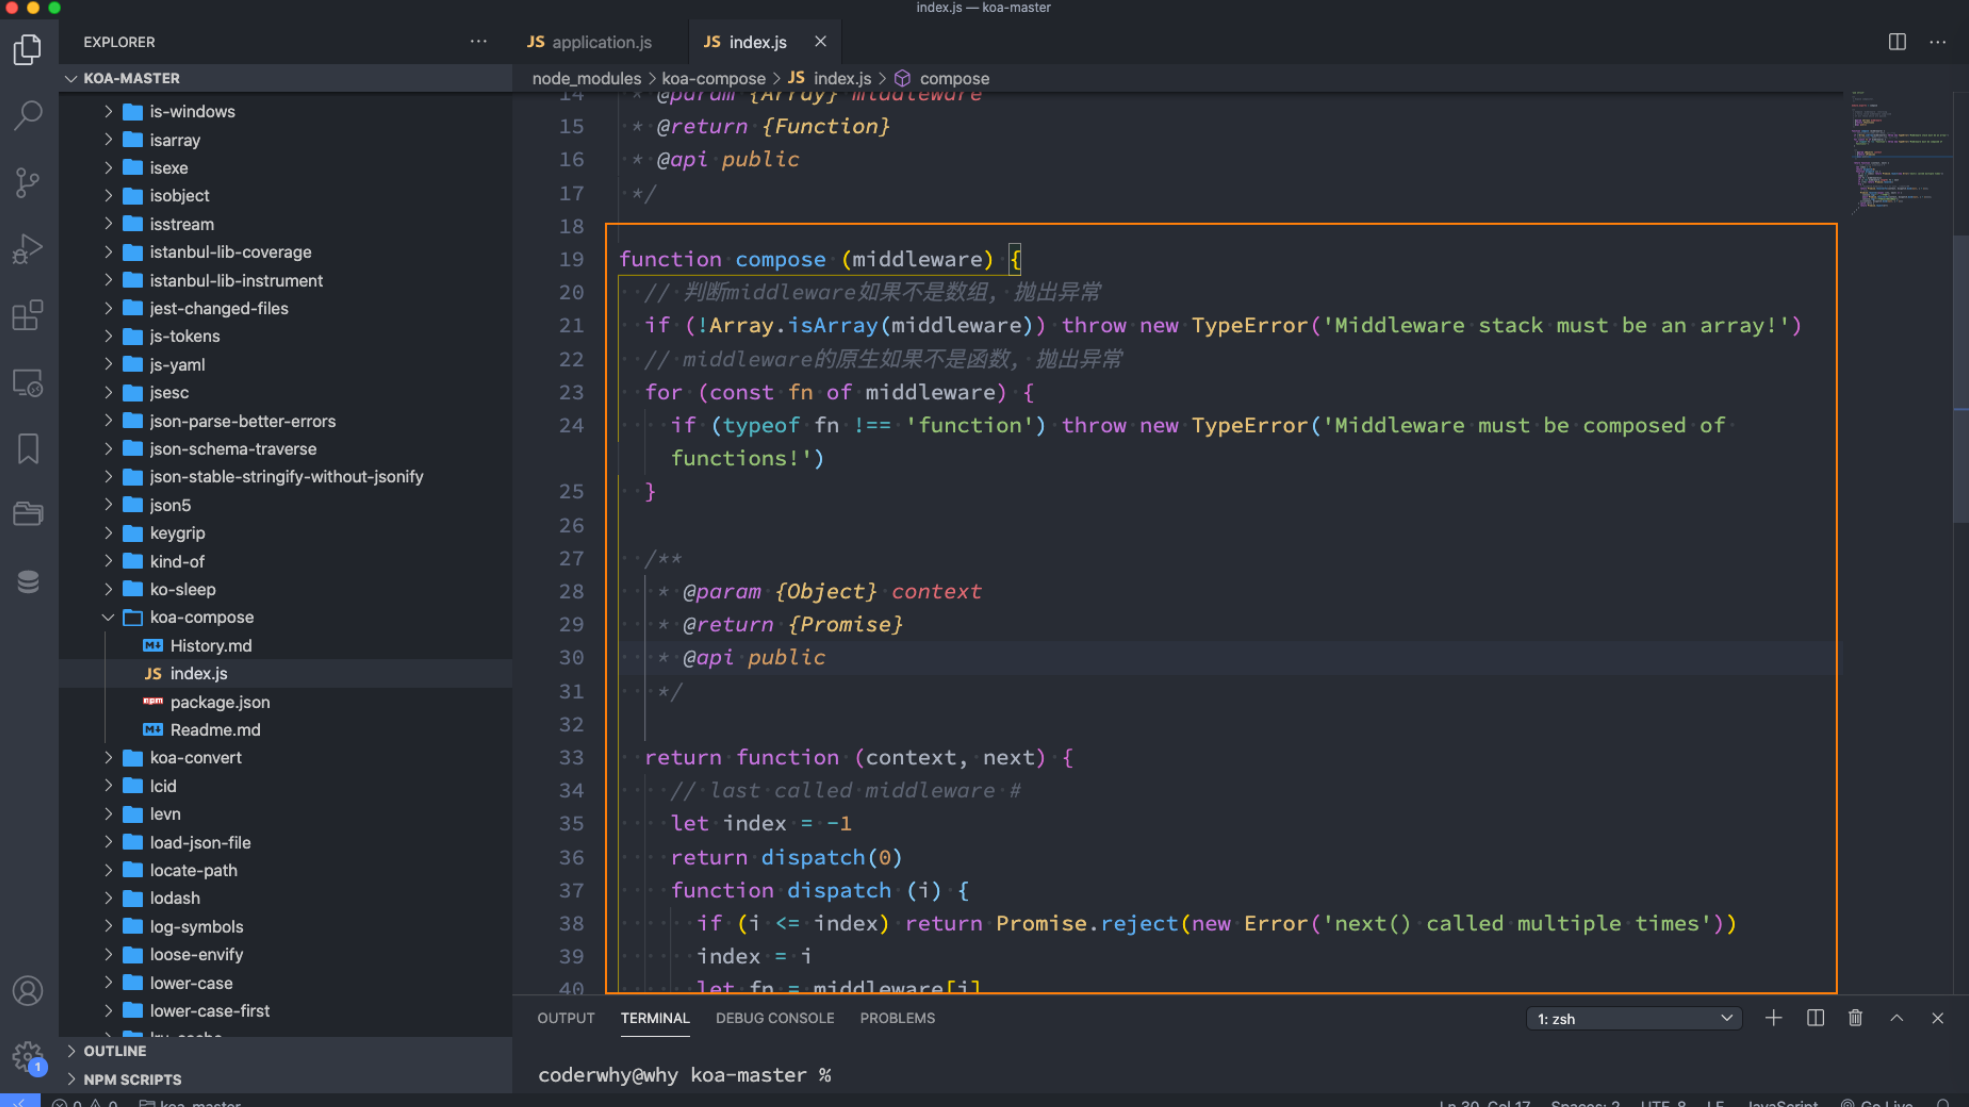 index.js — koa-master
EXPLORER
KOA-MASTER
is-windows
isarray
isexe
isobject
isstream
istanbul-lib-coverage
istanbul-lib-instrument
jest-changed-files
js-tokens
js-yaml
jsesc
json-parse-better-errors
json-schema-traverse
json-stable-stringify-without-jsonify
json5
keygrip
kind-of
ko-sleep
koa-compose
M↓ History.md
JS index.js
npm package.json
M↓ Readme.md
koa-convert
lcid
levn
load-json-file
locate-path
lodash
log-symbols
loose-envify
lower-case
lower-case-first
lru-cache
OUTLINE
NPM SCRIPTS
1
JS application.js
JS index.js
node_modules > koa-compose > JS index.js > compose
14 * @param {Array} middleware
15 * @return {Function}
16 * @api public
17 */
18
19 function compose (middleware) {
20 // 判断middleware如果不是数组, 抛出异常
21 if (!Array.isArray(middleware)) throw new TypeError('Middleware stack must be an array!')
22 // middleware的原生如果不是函数, 抛出异常
23 for (const fn of middleware) {
24 if (typeof fn !== 'function') throw new TypeError('Middleware must be composed of
functions!')
25 }
26
27 /**
28 * @param {Object} context
29 * @return {Promise}
30 * @api public
31 */
32
33 return function (context, next) {
34 // last called middleware #
35 let index = -1
36 return dispatch(0)
37 function dispatch (i) {
38 if (i <= index) return Promise.reject(new Error('next() called multiple times'))
39 index = i
40 let fn = middleware[i]
OUTPUT TERMINAL DEBUG CONSOLE PROBLEMS
1: zsh
coderwhy@why koa-master %
0 0 koa-master
Ln 30, Col 17 Spaces: 2 UTF-8 LF JavaScript Go Live